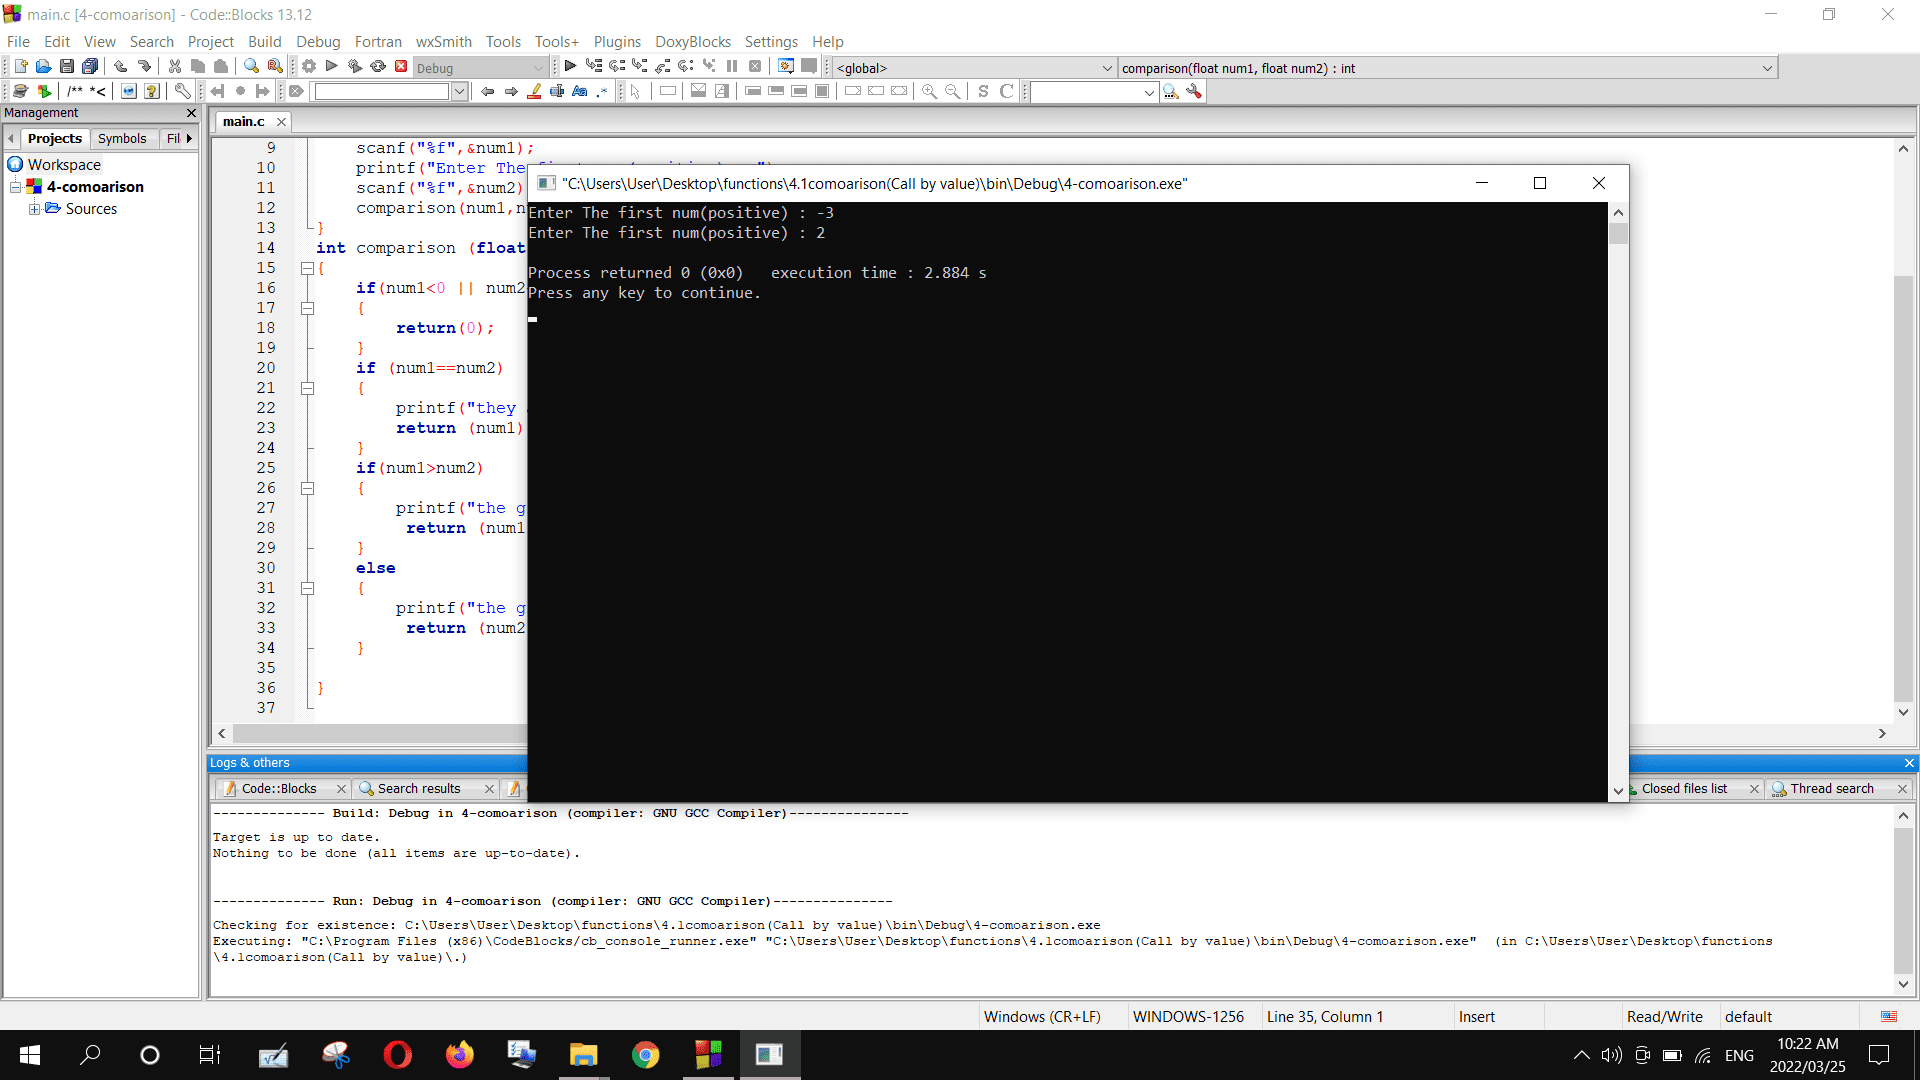 main.c [4-comoarison] - Code::Blocks 13.12
File Edit View Search Project Build Debug Fortran wxSmith Tools Tools+ Plugins DoxyBlocks Settings Help
Debug
<global>
comparison(float num1, float num2) : int
/** *<
Aa .*
S C
Management
Projects Symbols Fil
Workspace
4-comoarison
Sources
main.c
9 scanf("%f",&num1);
10 printf("Enter The
11 scanf("%f",&num2)
12 comparison(num1,n
13 }
14 int comparison (float
15 {
16 if(num1<0 || num2
17 {
18 return(0);
19 }
20 if (num1==num2)
21 {
22 printf("they
23 return (num1)
24 }
25 if(num1>num2)
26 {
27 printf("the g
28 return (num1
29 }
30 else
31 {
32 printf("the g
33 return (num2
34 }
35
36 }
37
"C:\Users\User\Desktop\functions\4.1comoarison(Call by value)\bin\Debug\4-comoarison.exe"
Enter The first num(positive) : -3
Enter The first num(positive) : 2
Process returned 0 (0x0)   execution time : 2.884 s
Press any key to continue.
Logs & others
Code::Blocks Search results Closed files list Thread search
-------------- Build: Debug in 4-comoarison (compiler: GNU GCC Compiler)---------------
Target is up to date.
Nothing to be done (all items are up-to-date).
-------------- Run: Debug in 4-comoarison (compiler: GNU GCC Compiler)---------------
Checking for existence: C:\Users\User\Desktop\functions\4.1comoarison(Call by value)\bin\Debug\4-comoarison.exe
Executing: "C:\Program Files (x86)\CodeBlocks/cb_console_runner.exe" "C:\Users\User\Desktop\functions\4.1comoarison(Call by value)\bin\Debug\4-comoarison.exe"  (in C:\Users\User\Desktop\functions
\4.1comoarison(Call by value)\.)
Windows (CR+LF) WINDOWS-1256 Line 35, Column 1 Insert Read/Write default
ENG
10:22 AM
2022/03/25